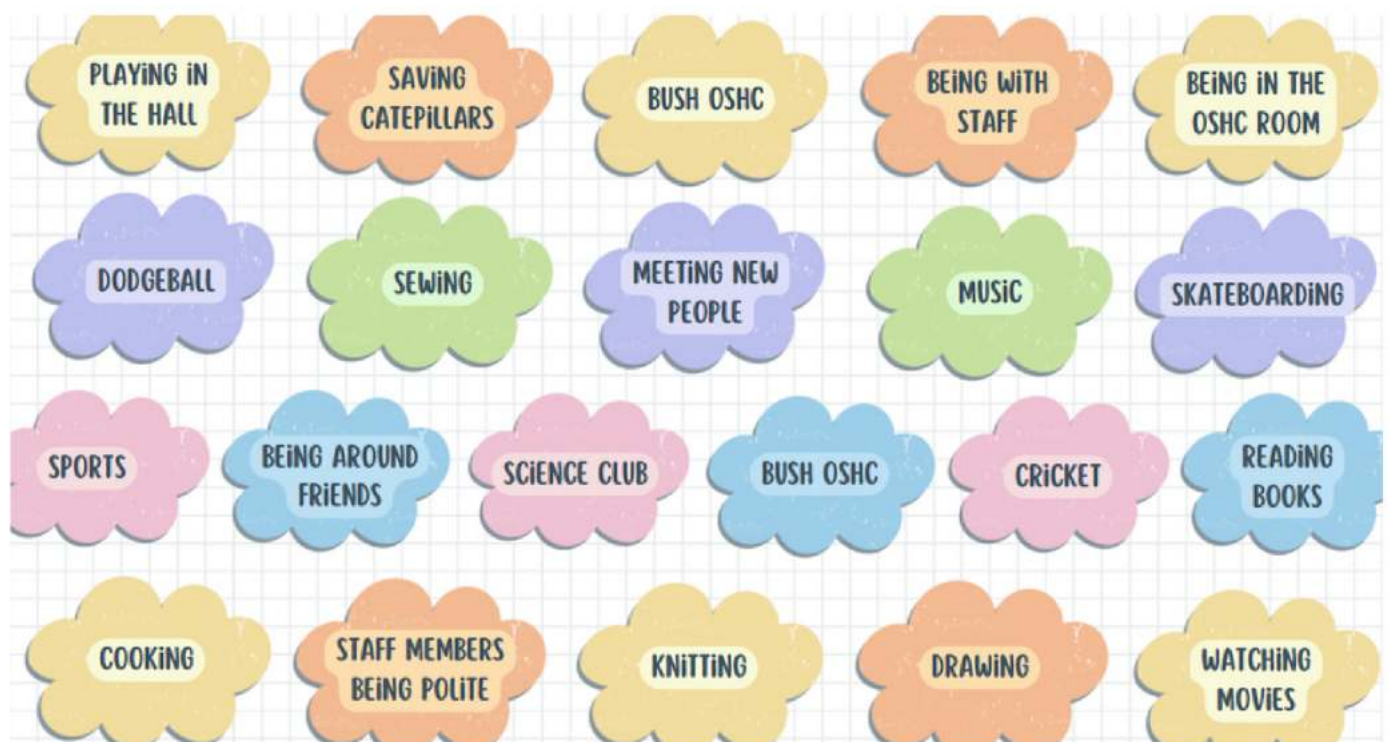 PLAYiNG iN
THE HALL
SAViNG
CATEPiLLARS
BUSH OSHC
BEiNG WiTH
STAFF
BEiNG iN THE
OSHC ROOM
DODGEBALL
SEWiNG
MEETiNG NEW
PEOPLE
MUSiC
SKATEBOARDiNG
SPORTS
BEiNG AROUND
FRiENDS
SCiENCE CLUB
BUSH OSHC
CRiCKET
READiNG
BOOKS
COOKiNG
STAFF MEMBERS
BEiNG POLiTE
KNiTTiNG
DRAWiNG
WATCHiNG
MOViES